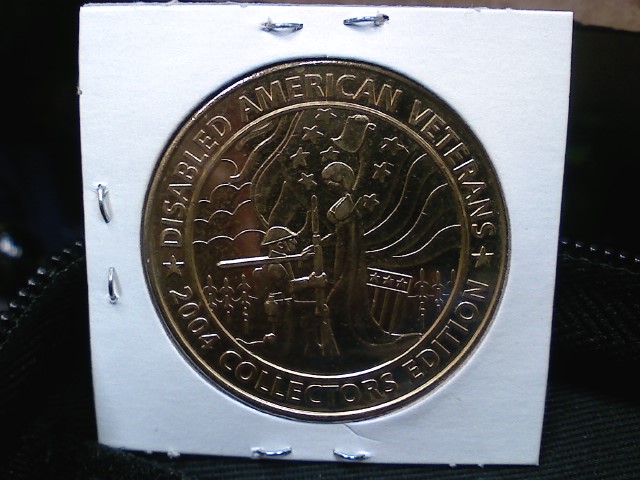 DISABLED AMERICAN VETERANS
2004 COLLECTORS EDITION